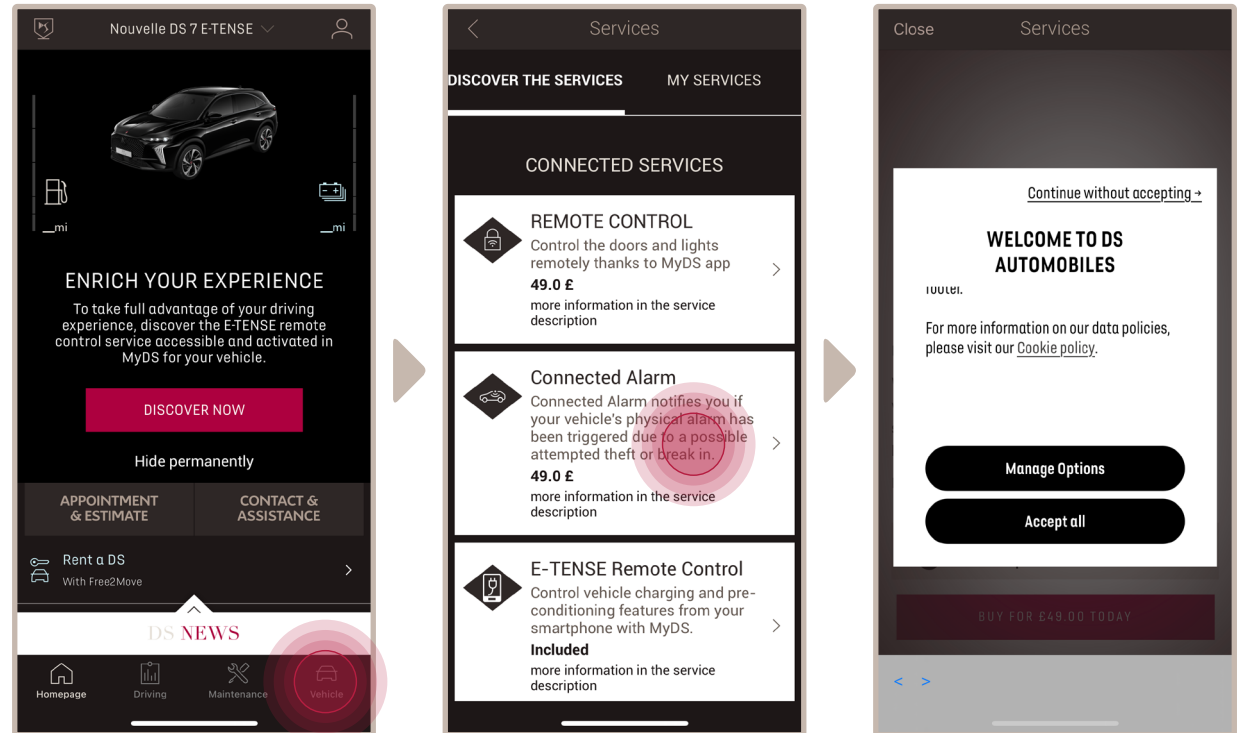 Nouvelle DS 7 E-TENSE
__mi
__mi
ENRICH YOUR EXPERIENCE
To take full advantage of your driving
experience, discover the E-TENSE remote
control service accessible and activated in
MyDS for your vehicle.
DISCOVER NOW
Hide permanently
APPOINTMENT
& ESTIMATE
CONTACT &
ASSISTANCE
Rent a DS
With Free2Move
DS NEWS
Homepage
Driving
Maintenance
Vehicle
Services
DISCOVER THE SERVICES
MY SERVICES
CONNECTED SERVICES
REMOTE CONTROL
Control the doors and lights
remotely thanks to MyDS app
49.0 £
more information in the service
description
Connected Alarm
Connected Alarm notifies you if
your vehicle's physical alarm has
been triggered due to a possible
attempted theft or break in.
49.0 £
more information in the service
description
E-TENSE Remote Control
Control vehicle charging and pre-
conditioning features from your
smartphone with MyDS.
Included
more information in the service
description
Close
Services
Continue without accepting →
WELCOME TO DS
AUTOMOBILES
footer.
For more information on our data policies,
please visit our Cookie policy.
Manage Options
Accept all
BUY FOR £49.00 TODAY
< >